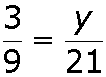 3/9 = y/21